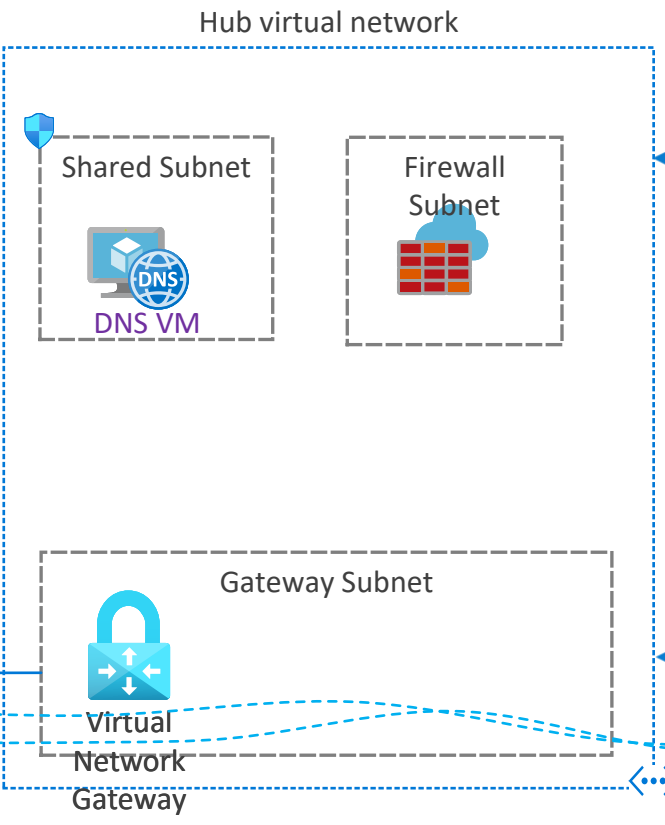 Hub virtual network
Shared Subnet
Firewall
Subnet
DNS
DNS VM
Gateway Subnet
Virtual
Network
Gateway